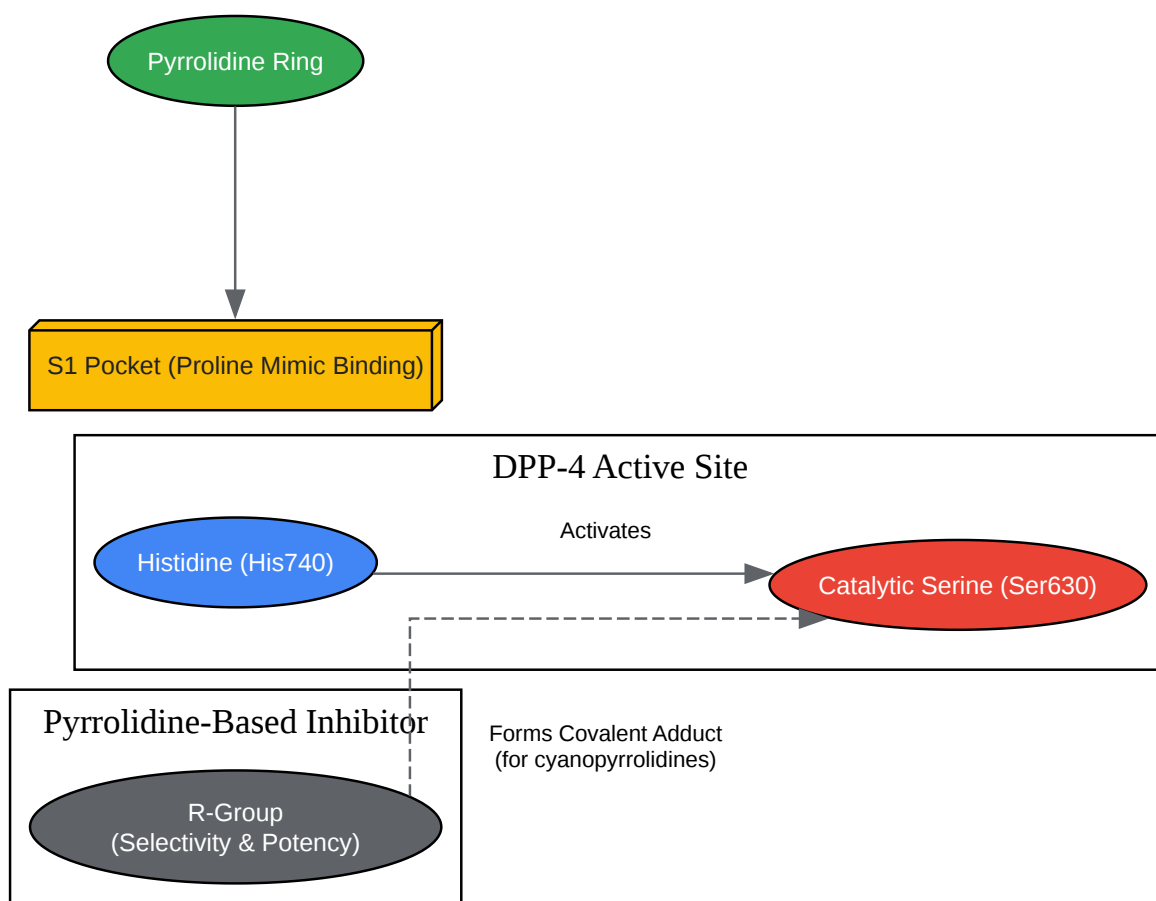 Pyrrolidine Ring
S1 Pocket (Proline Mimic Binding)
DPP-4 Active Site
Activates
Histidine (His740)
Catalytic Serine (Ser630)
Pyrrolidine-Based Inhibitor
Forms Covalent Adduct
(for cyanopyrrolidines)
R-Group
(Selectivity & Potency)